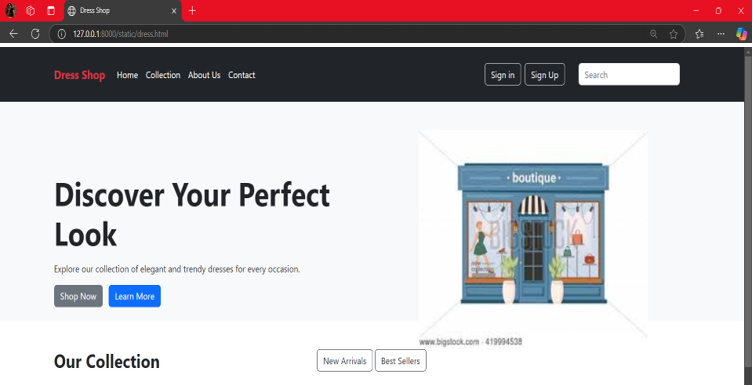 Dress Shop
127.0.0.1:8000/static/dress.html
Dress Shop Home Collection About Us Contact Sign in Sign Up Search
· boutique ·
BIGSTOCK
Discover Your Perfect
Look
Explore our collection of elegant and trendy dresses for every occasion.
Shop Now Learn More
www.bigstock.com · 419994538
Our Collection New Arrivals Best Sellers